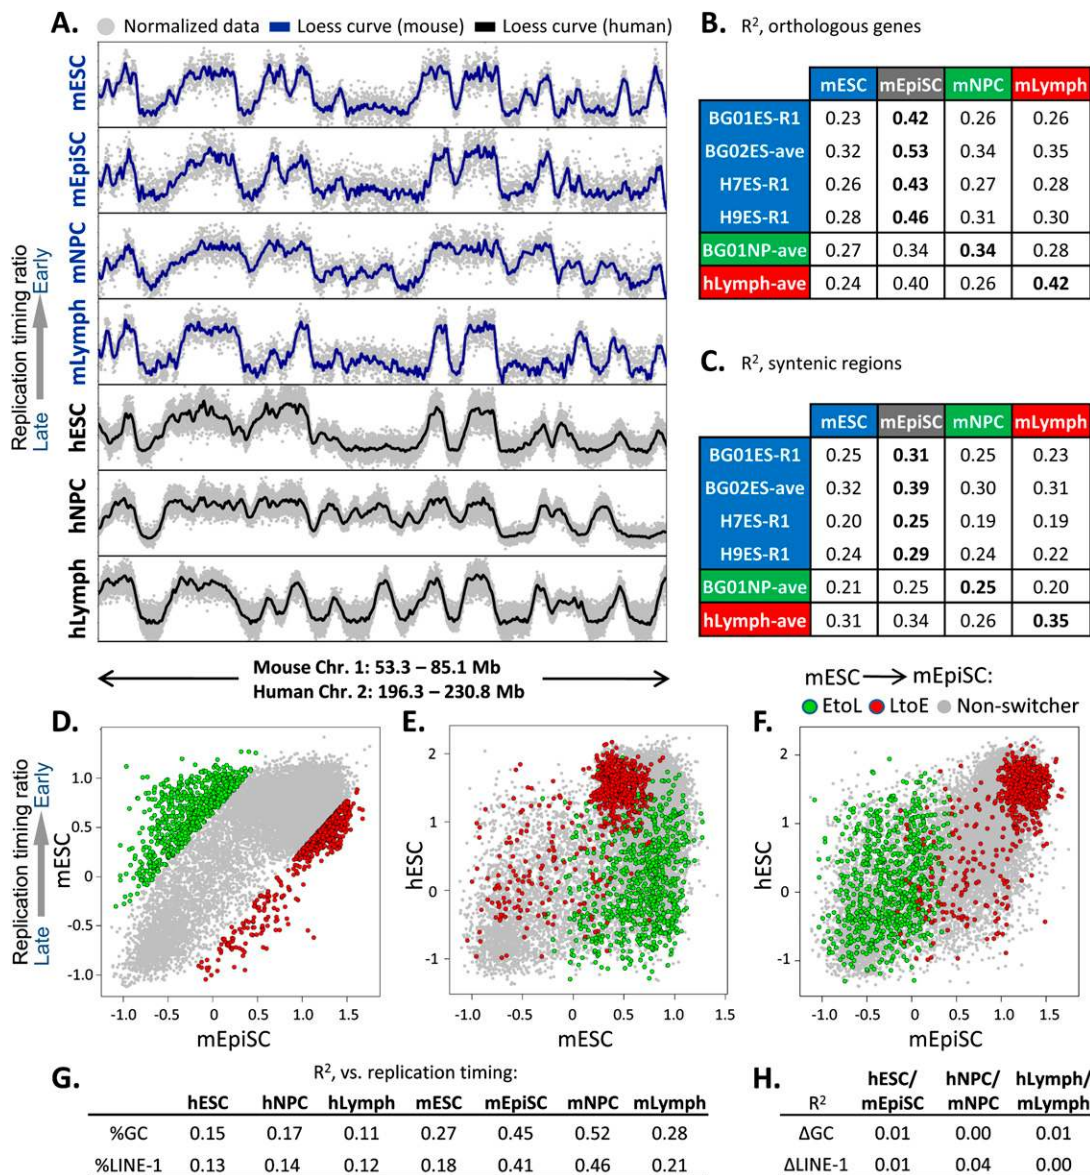 A.
Normalized data Loess curve (mouse) Loess curve (human)
mESC
mEpiSC
mNPC
mLymph
hESC
hNPC
hLymph
Replication timing ratio
Late Early
Mouse Chr. 1: 53.3 – 85.1 Mb
Human Chr. 2: 196.3 – 230.8 Mb
B. R², orthologous genes
mESC mEpiSC mNPC mLymph
BG01ES-R1 0.23 0.42 0.26 0.26
BG02ES-ave 0.32 0.53 0.34 0.35
H7ES-R1 0.26 0.43 0.27 0.28
H9ES-R1 0.28 0.46 0.31 0.30
BG01NP-ave 0.27 0.34 0.34 0.28
hLymph-ave 0.24 0.40 0.26 0.42
C. R², syntenic regions
mESC mEpiSC mNPC mLymph
BG01ES-R1 0.25 0.31 0.25 0.23
BG02ES-ave 0.32 0.39 0.30 0.31
H7ES-R1 0.20 0.25 0.19 0.19
H9ES-R1 0.24 0.29 0.24 0.22
BG01NP-ave 0.21 0.25 0.25 0.20
hLymph-ave 0.31 0.34 0.26 0.35
mESC mEpiSC:
EtoL LtoE Non-switcher
D.
Replication timing ratio
Late Early
mESC
1.0
0.5
0
-0.5
-1.0
-1.0 -0.5 0 0.5 1.0 1.5
mEpiSC
E.
hESC
2
1
0
-1
-1.0 -0.5 0 0.5 1.0 1.5
mESC
F.
hESC
2
1
0
-1
-1.0 -0.5 0 0.5 1.0 1.5
mEpiSC
G. R², vs. replication timing:
hESC hNPC hLymph mESC mEpiSC mNPC mLymph
%GC 0.15 0.17 0.11 0.27 0.45 0.52 0.28
%LINE-1 0.13 0.14 0.12 0.18 0.41 0.46 0.21
H.
hESC/ hNPC/ hLymph/
R² mEpiSC mNPC mLymph
ΔGC 0.01 0.00 0.01
ΔLINE-1 0.01 0.04 0.00